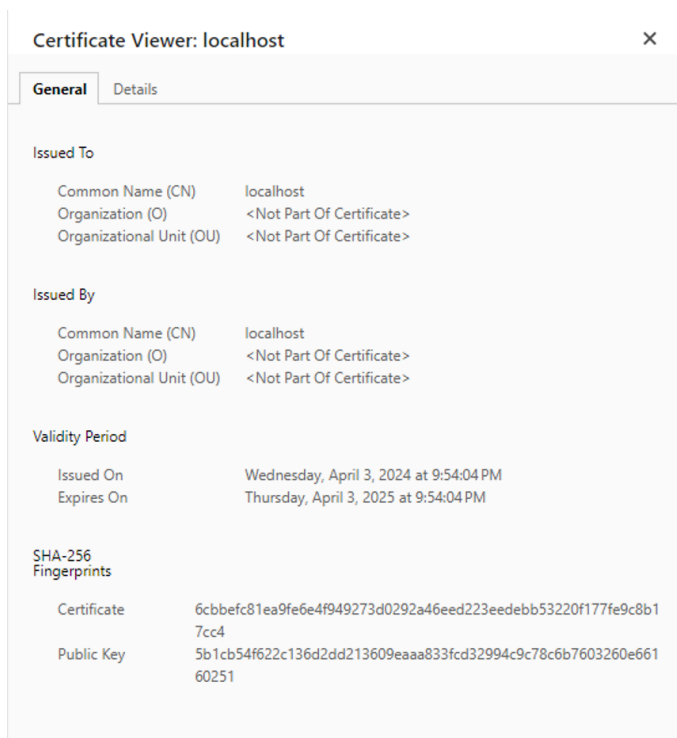 Certificate Viewer: localhost
General Details
Issued To
Common Name (CN) localhost
Organization (O) <Not Part Of Certificate>
Organizational Unit (OU) <Not Part Of Certificate>
Issued By
Common Name (CN) localhost
Organization (O) <Not Part Of Certificate>
Organizational Unit (OU) <Not Part Of Certificate>
Validity Period
Issued On Wednesday, April 3, 2024 at 9:54:04 PM
Expires On Thursday, April 3, 2025 at 9:54:04 PM
SHA-256
Fingerprints
Certificate 6cbbefc81ea9fe6e4f949273d0292a46eed223eedebb53220f177fe9c8b1
7cc4
Public Key 5b1cb54f622c136d2dd213609eaaa833fcd32994c9c78c6b7603260e661
60251